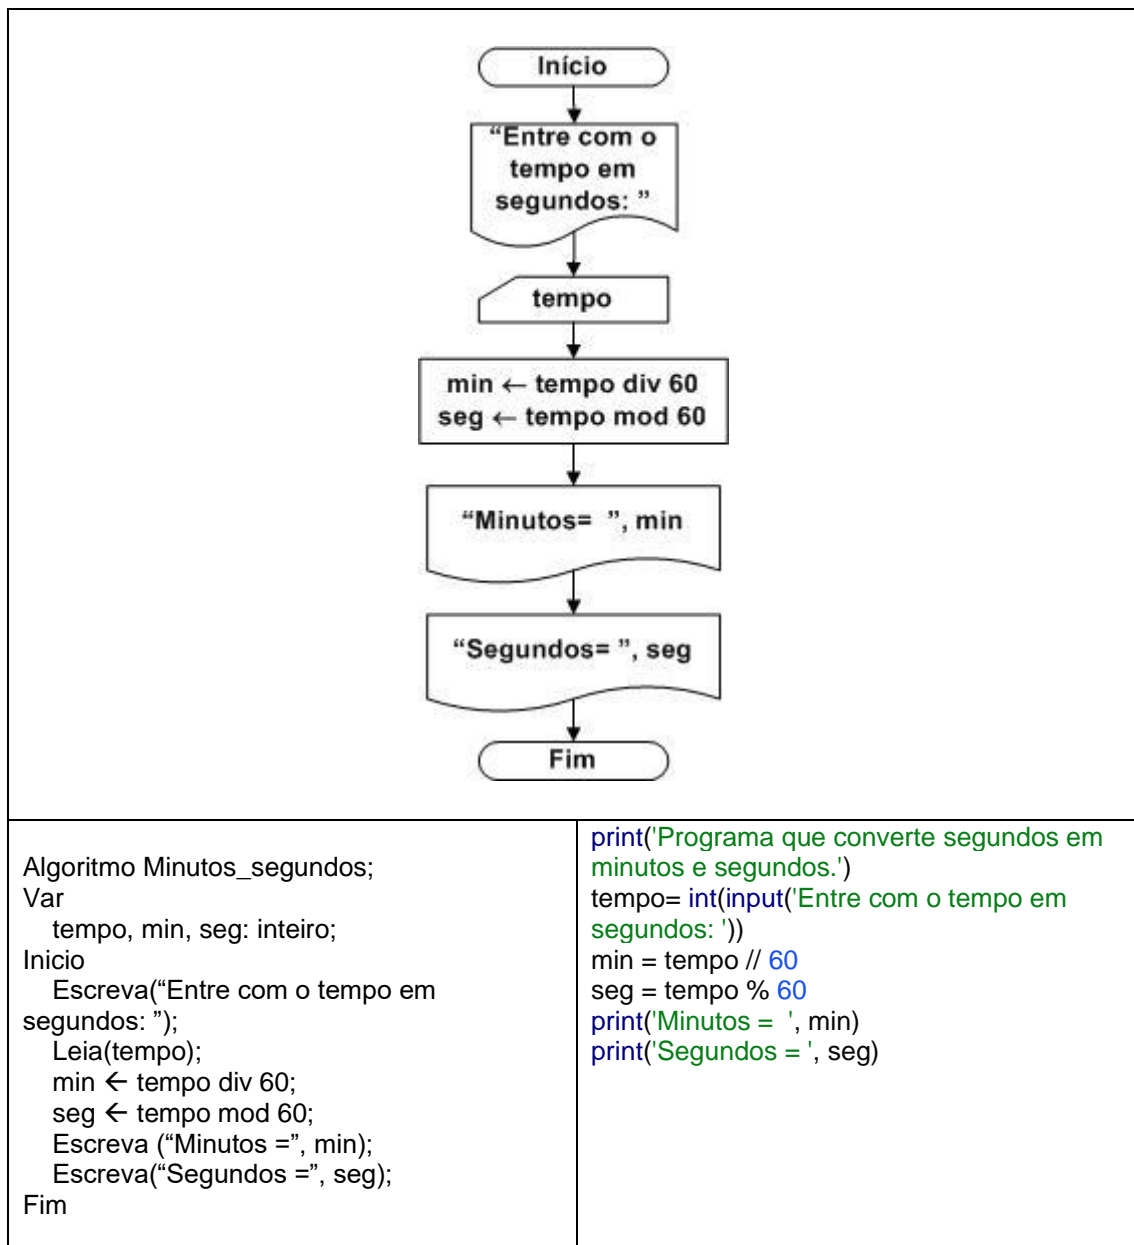 Início
“Entre com o
tempo em
segundos: ”
tempo
min ← tempo div 60
seg ← tempo mod 60
“Minutos=  ”, min
“Segundos= ”, seg
Fim
Algoritmo Minutos_segundos;
Var
tempo, min, seg: inteiro;
Inicio
Escreva(“Entre com o tempo em
segundos: ”);
Leia(tempo);
min ← tempo div 60;
seg ← tempo mod 60;
Escreva (“Minutos =”, min);
Escreva(“Segundos =”, seg);
Fim
print('Programa que converte segundos em
minutos e segundos.')
tempo= int(input('Entre com o tempo em
segundos: '))
min = tempo // 60
seg = tempo % 60
print('Minutos =  ', min)
print('Segundos = ', seg)